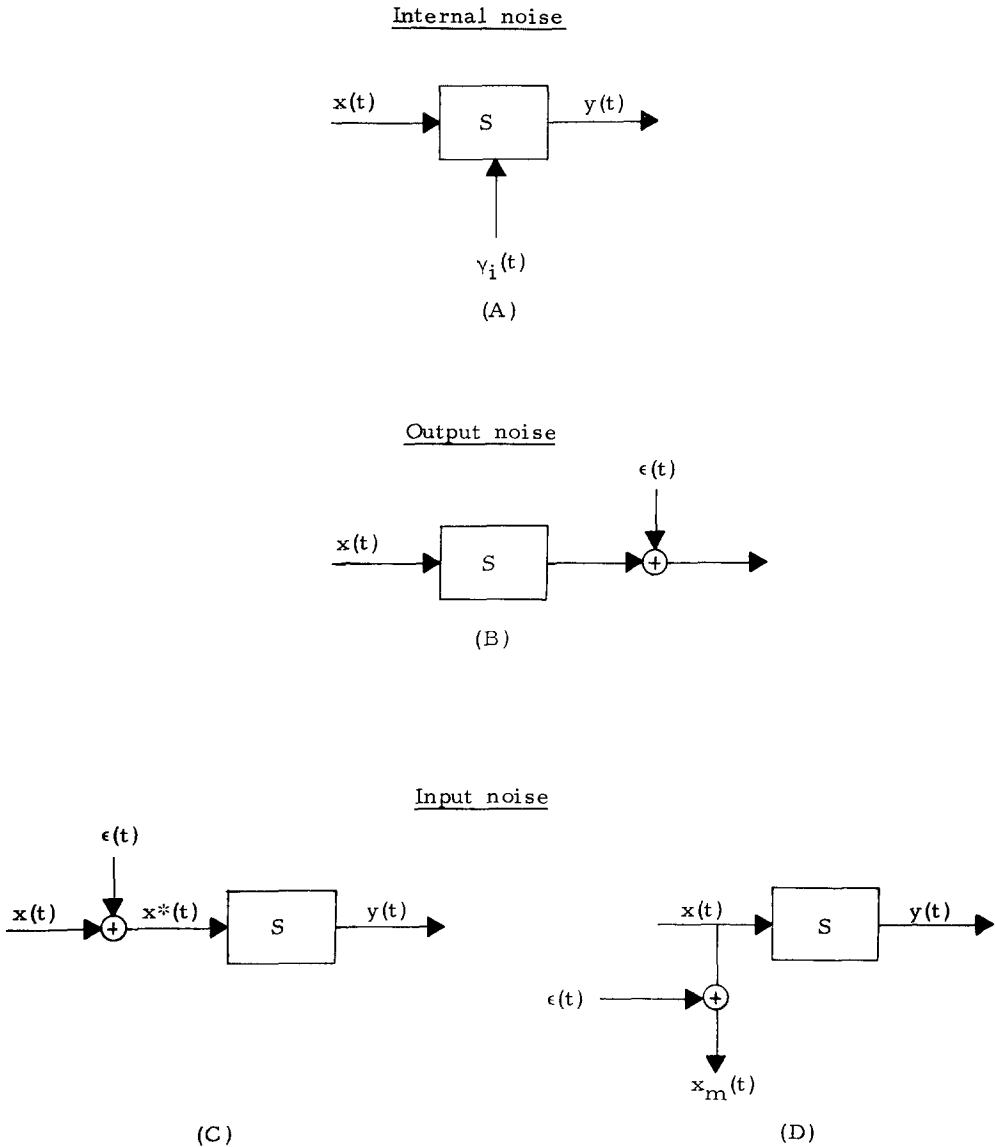 Internal noise
x(t)
S
y(t)
γi(t)
(A)
Output noise
ϵ(t)
x(t)
S
+
(B)
Input noise
ϵ(t)
x(t)
+
x*(t)
S
y(t)
x(t)
S
y(t)
ϵ(t)
+
xm(t)
(C)
(D)